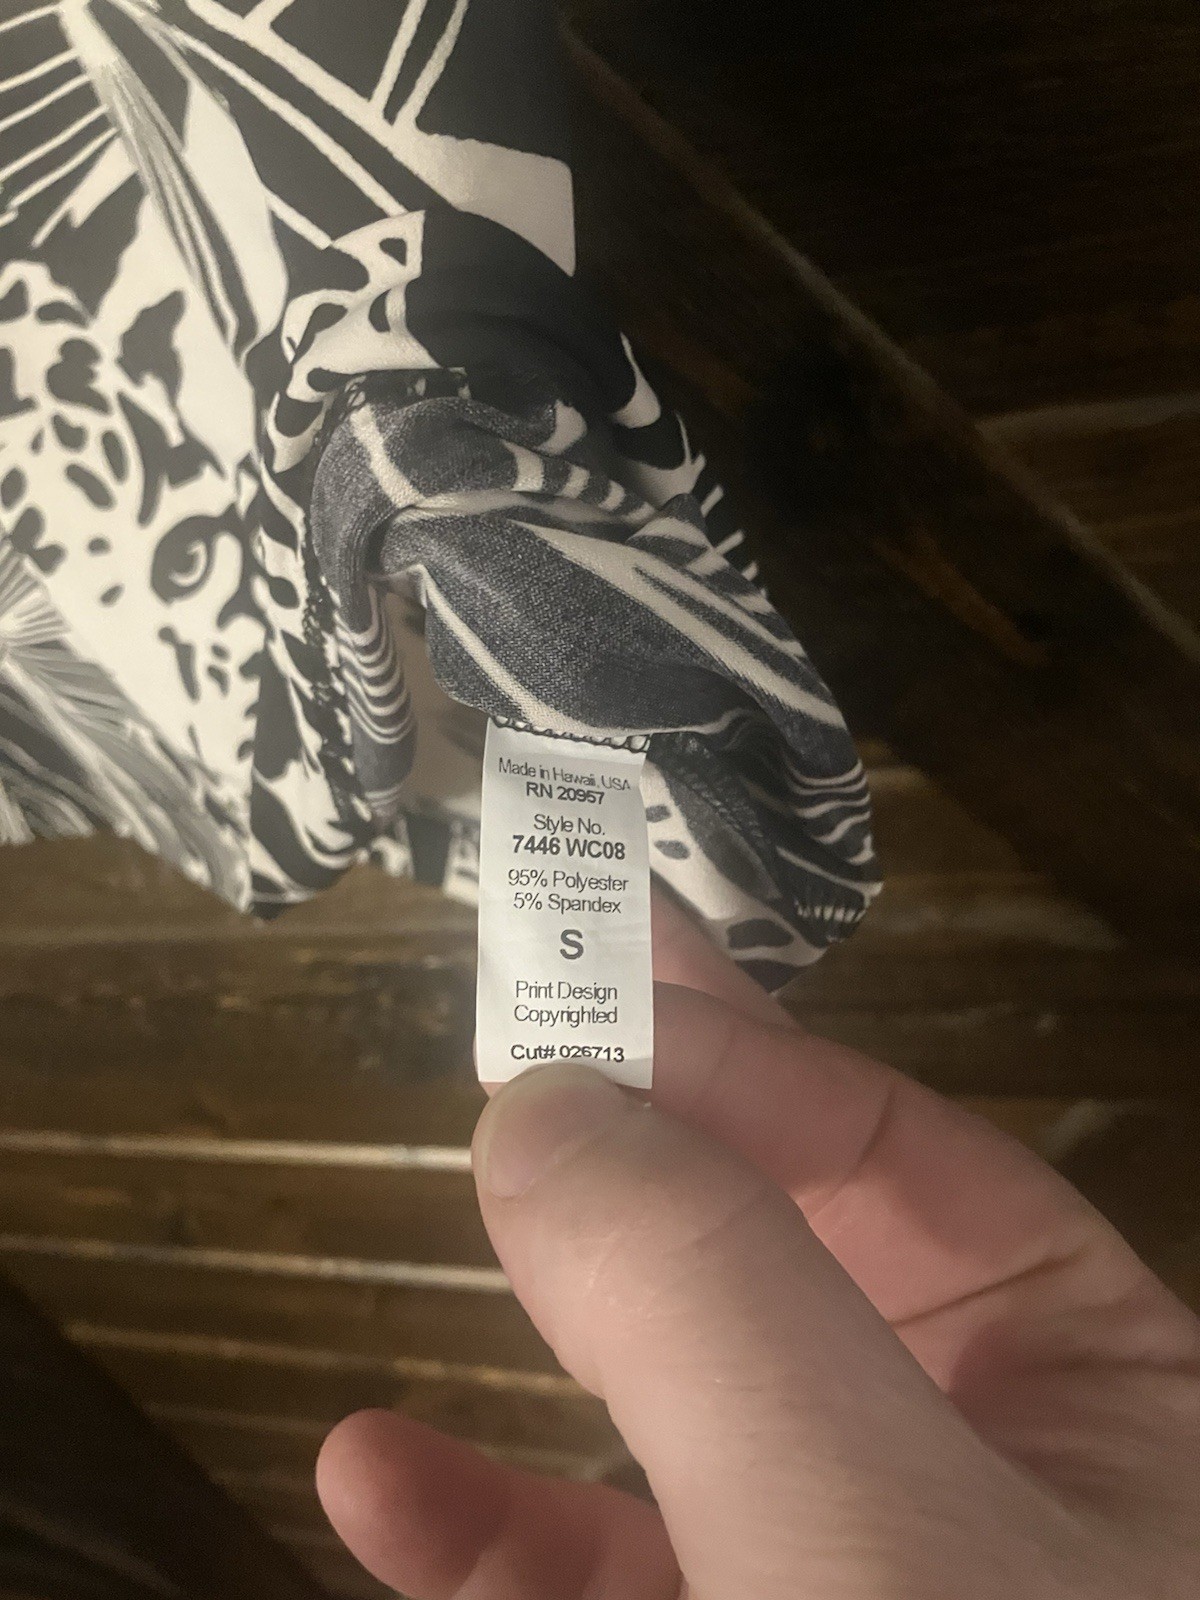 Made in Hawaii, USA
RN 20957
Style No.
7446 WC08
95% Polyester
5% Spandex
S
Print Design
Copyrighted
Cut# 026713